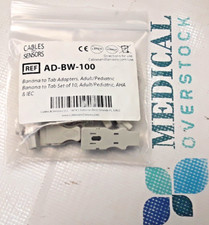 CABLES
AND
SENSORS
REF AD-BW-100
Banana to Tab Adapters, Adult/Pediatric
Banana to Tab Set of 10, Adult/Pediatric, AHA
& IEC
MEDICAL
OVERSTOCK